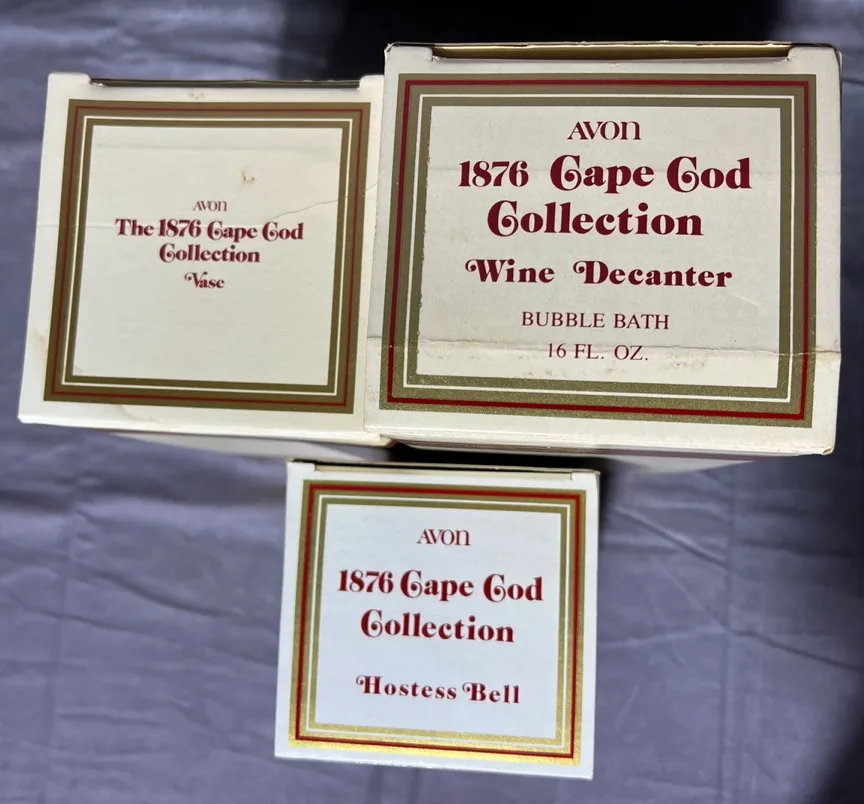 AVON
The 1876 Cape Cod
Collection
Vase
AVON
1876 Cape Cod
Collection
Wine Decanter
BUBBLE BATH
16 FL. OZ.
AVON
1876 Cape Cod
Collection
Hostess Bell